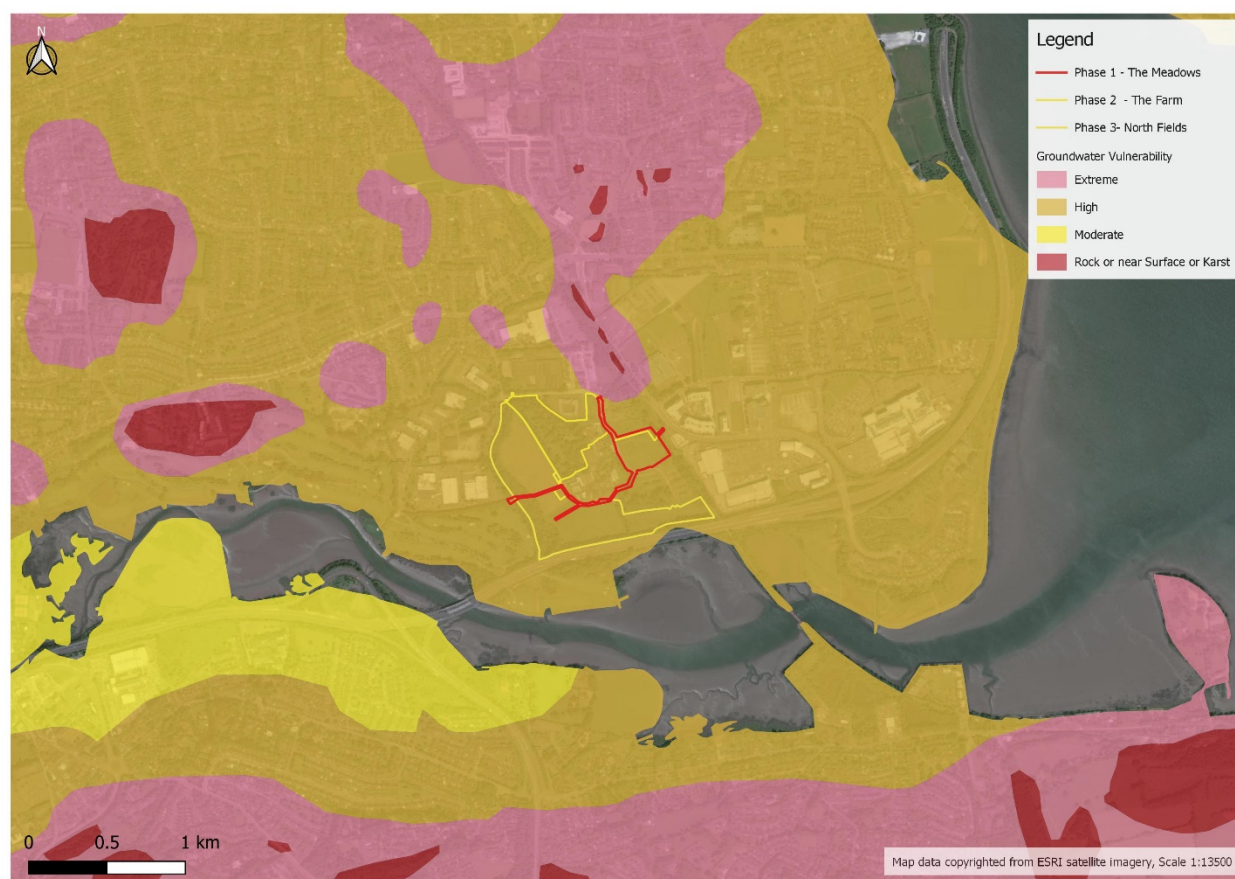 N
Legend
Phase 1 - The Meadows
Phase 2 - The Farm
Phase 3- North Fields
Groundwater Vulnerability
Extreme
High
Moderate
Rock or near Surface or Karst
0 0.5 1 km
Map data copyrighted from ESRI satellite imagery, Scale 1:13500